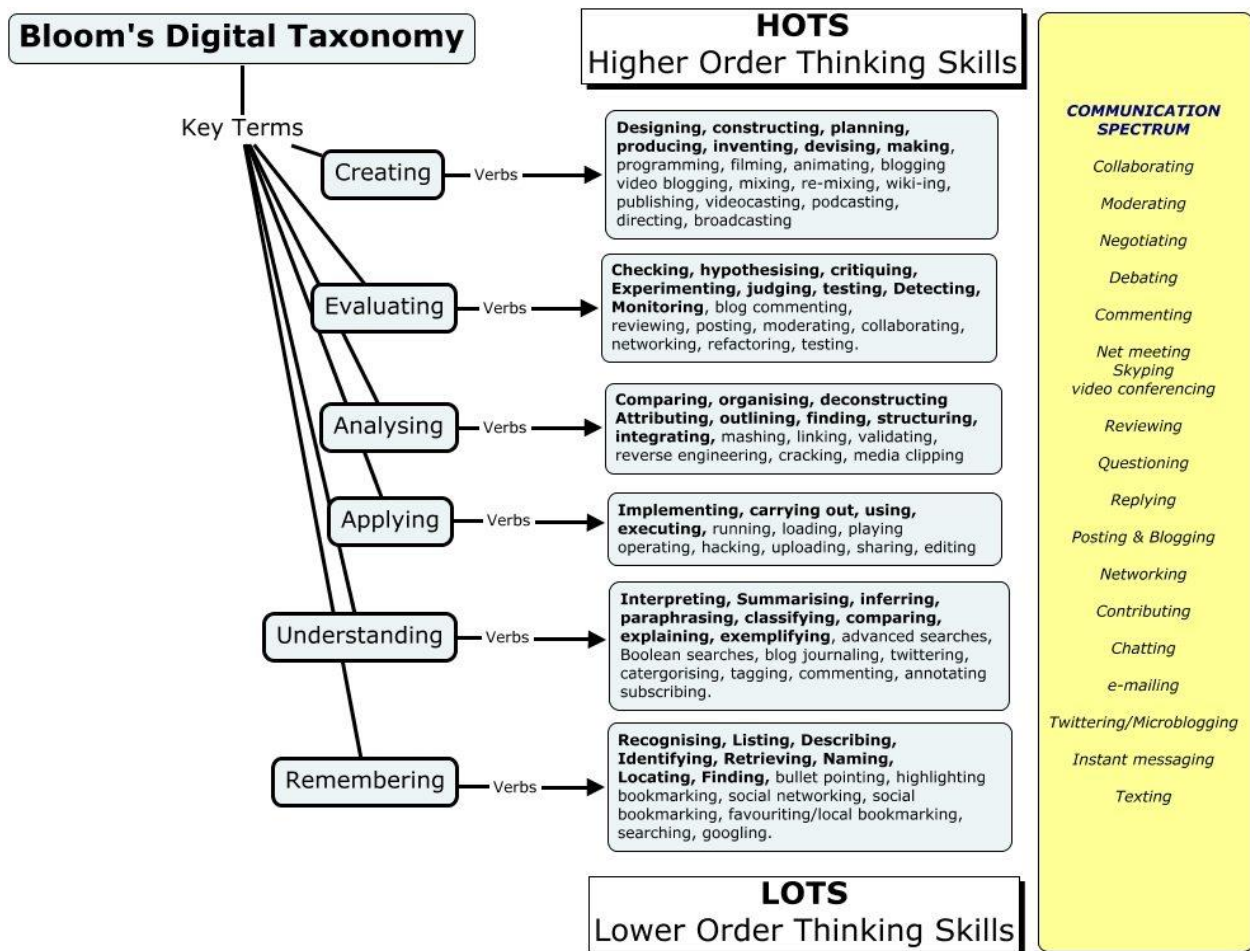 Bloom's Digital Taxonomy
HOTS
Higher Order Thinking Skills
Key Terms
Creating
Verbs
Designing, constructing, planning,
producing, inventing, devising, making,
programming, filming, animating, blogging
video blogging, mixing, re-mixing, wiki-ing,
publishing, videocasting, podcasting,
directing, broadcasting
Evaluating
Verbs
Checking, hypothesising, critiquing,
Experimenting, judging, testing, Detecting,
Monitoring, blog commenting,
reviewing, posting, moderating, collaborating,
networking, refactoring, testing.
Analysing
Verbs
Comparing, organising, deconstructing
Attributing, outlining, finding, structuring,
integrating, mashing, linking, validating,
reverse engineering, cracking, media clipping
Applying
Verbs
Implementing, carrying out, using,
executing, running, loading, playing
operating, hacking, uploading, sharing, editing
Understanding
Verbs
Interpreting, Summarising, inferring,
paraphrasing, classifying, comparing,
explaining, exemplifying, advanced searches,
Boolean searches, blog journaling, twittering,
catergorising, tagging, commenting, annotating
subscribing.
Remembering
Verbs
Recognising, Listing, Describing,
Identifying, Retrieving, Naming,
Locating, Finding, bullet pointing, highlighting
bookmarking, social networking, social
bookmarking, favouriting/local bookmarking,
searching, googling.
LOTS
Lower Order Thinking Skills
COMMUNICATION
SPECTRUM
Collaborating
Moderating
Negotiating
Debating
Commenting
Net meeting
Skyping
video conferencing
Reviewing
Questioning
Replying
Posting & Blogging
Networking
Contributing
Chatting
e-mailing
Twittering/Microblogging
Instant messaging
Texting